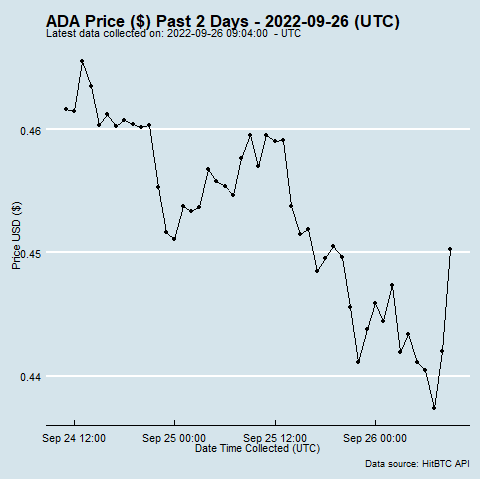 ADA Price ($) Past 2 Days - 2022-09-26 (UTC)
Latest data collected on: 2022-09-26 09:04:00 - UTC
Price USD ($)
0.46
0.45
0.44
Sep 24 12:00 Sep 25 00:00 Sep 25 12:00 Sep 26 00:00
Date Time Collected (UTC)
Data source: HitBTC API